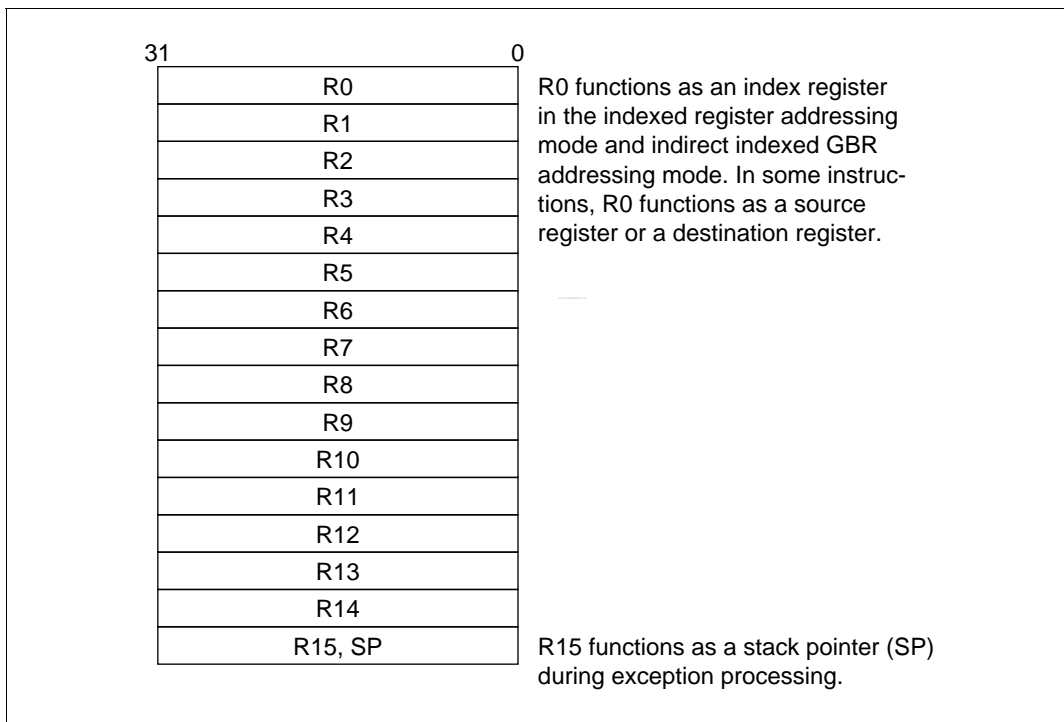 31 0
R0
R1
R2
R3
R4
R5
R6
R7
R8
R9
R10
R11
R12
R13
R14
R15, SP
R0 functions as an index register
in the indexed register addressing
mode and indirect indexed GBR
addressing mode. In some instruc-
tions, R0 functions as a source
register or a destination register.
R15 functions as a stack pointer (SP)
during exception processing.